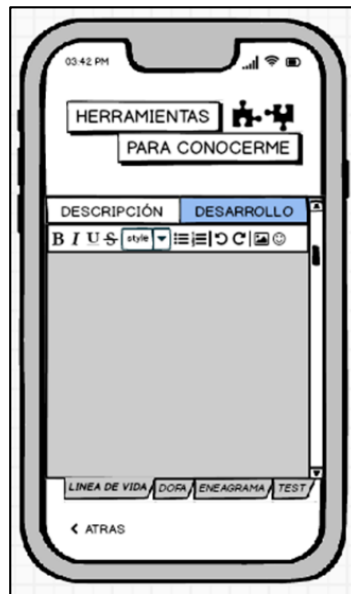 03:42 PM
HERRAMIENTAS
PARA CONOCERME
DESCRIPCIÓN DESARROLLO
B I U S style
LINEA DE VIDA DOFA ENEAGRAMA TEST
< ATRAS